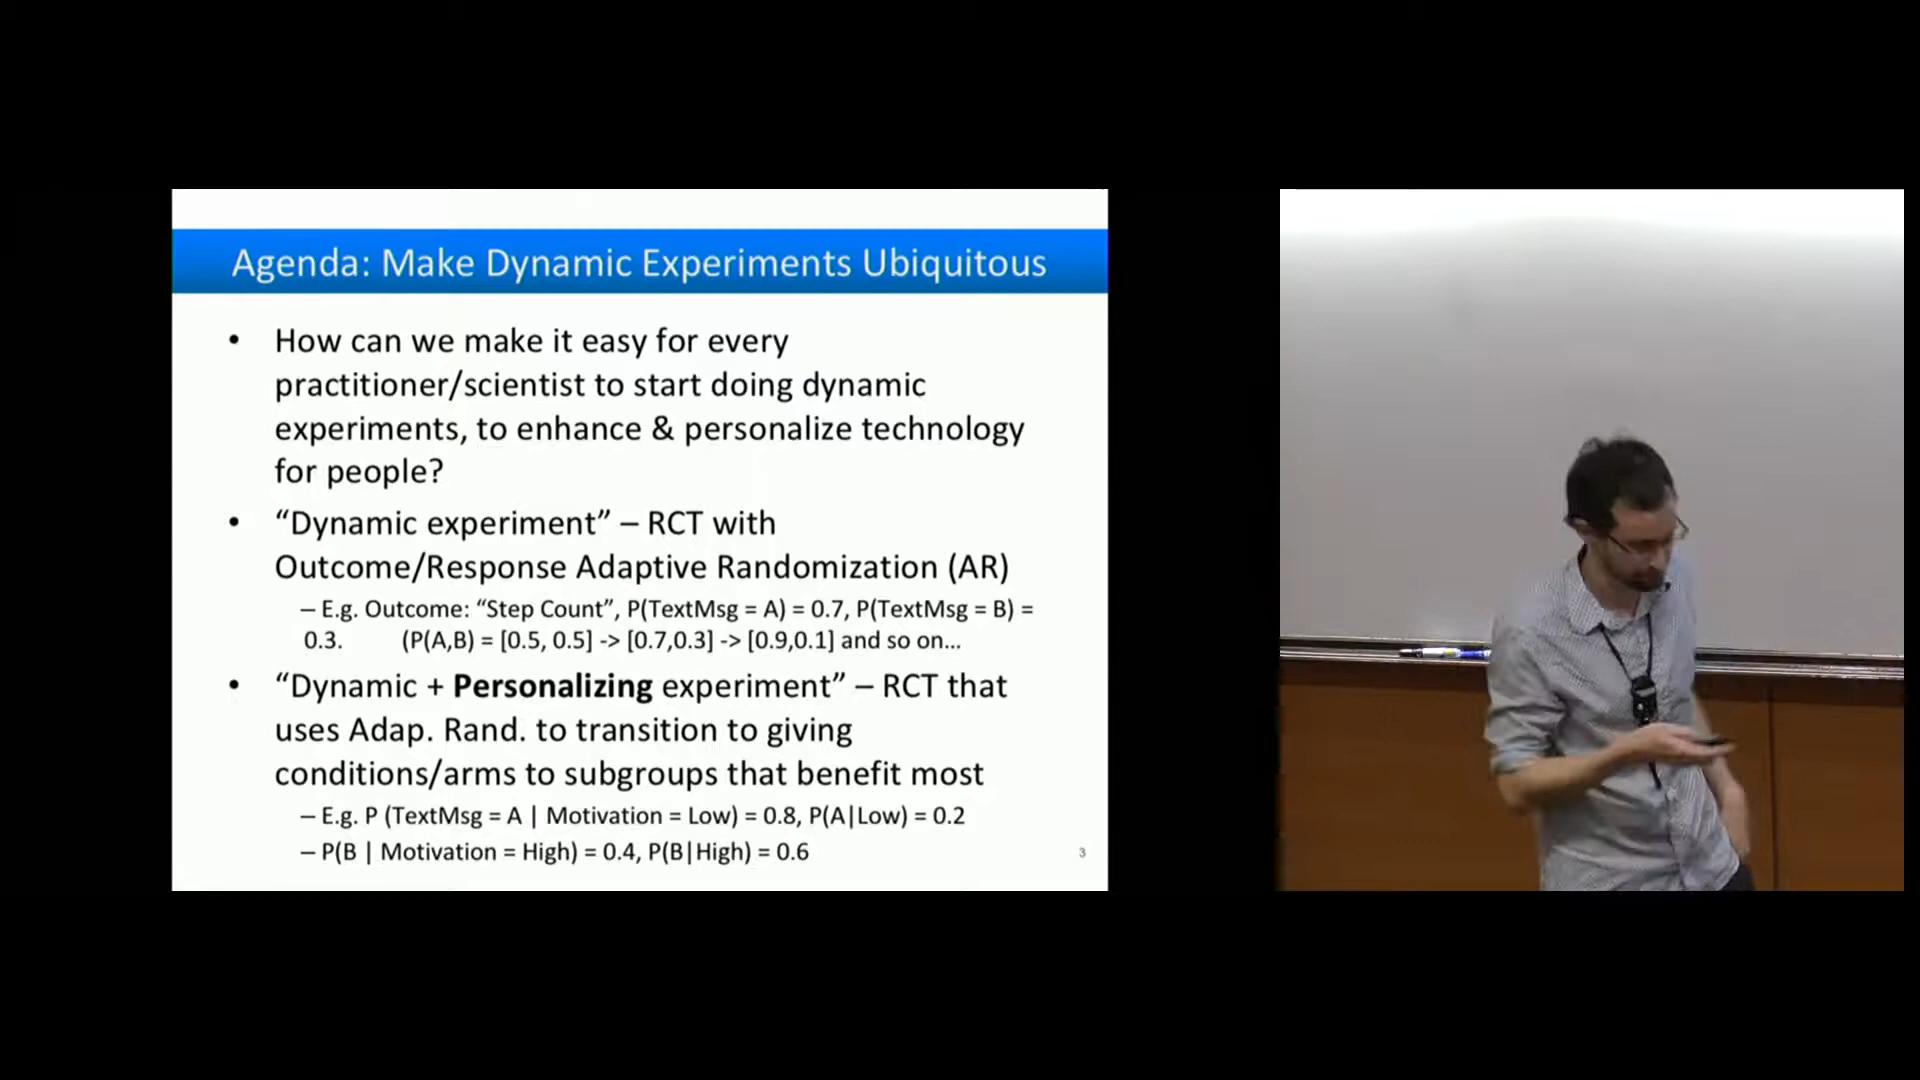 Agenda: Make Dynamic Experiments Ubiquitous
• How can we make it easy for every
practitioner/scientist to start doing dynamic
experiments, to enhance & personalize technology
for people?
• “Dynamic experiment” – RCT with
Outcome/Response Adaptive Randomization (AR)
– E.g. Outcome: “Step Count”, P(TextMsg = A) = 0.7, P(TextMsg = B) =
0.3. (P(A,B) = [0.5, 0.5] -> [0.7,0.3] -> [0.9,0.1] and so on...
• “Dynamic + Personalizing experiment” – RCT that
uses Adap. Rand. to transition to giving
conditions/arms to subgroups that benefit most
– E.g. P (TextMsg = A | Motivation = Low) = 0.8, P(A|Low) = 0.2
– P(B | Motivation = High) = 0.4, P(B|High) = 0.6
3